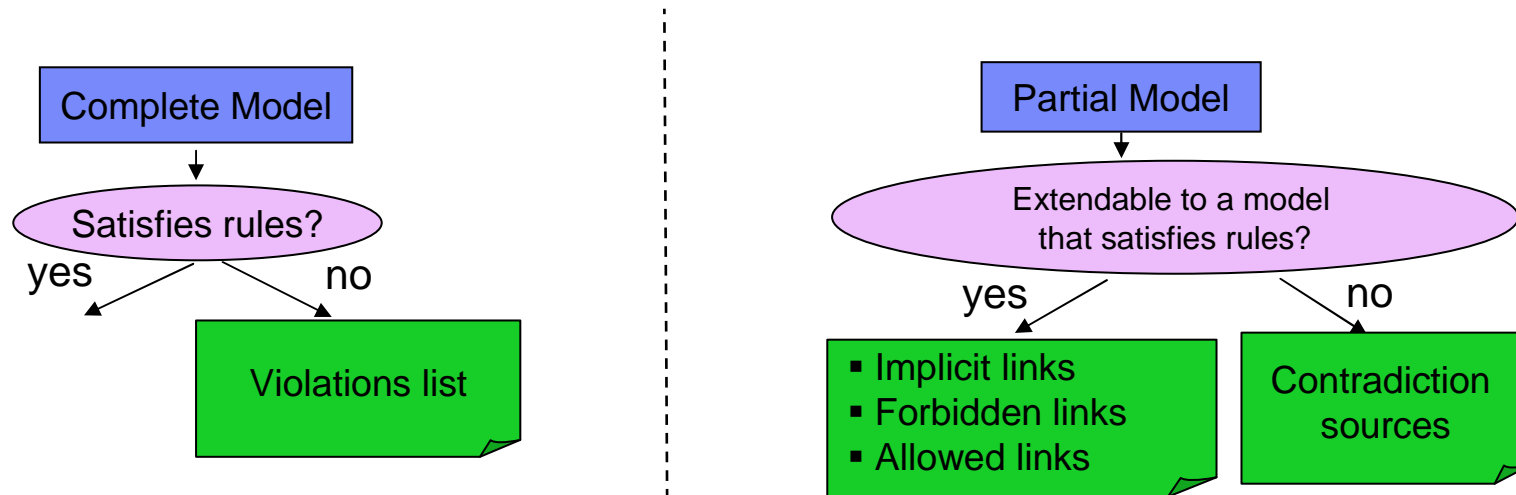 Complete Model
Satisfies rules?
yes
no
Violations list
Partial Model
Extendable to a model
that satisfies rules?
yes
no
▪ Implicit links
▪ Forbidden links
▪ Allowed links
Contradiction
sources